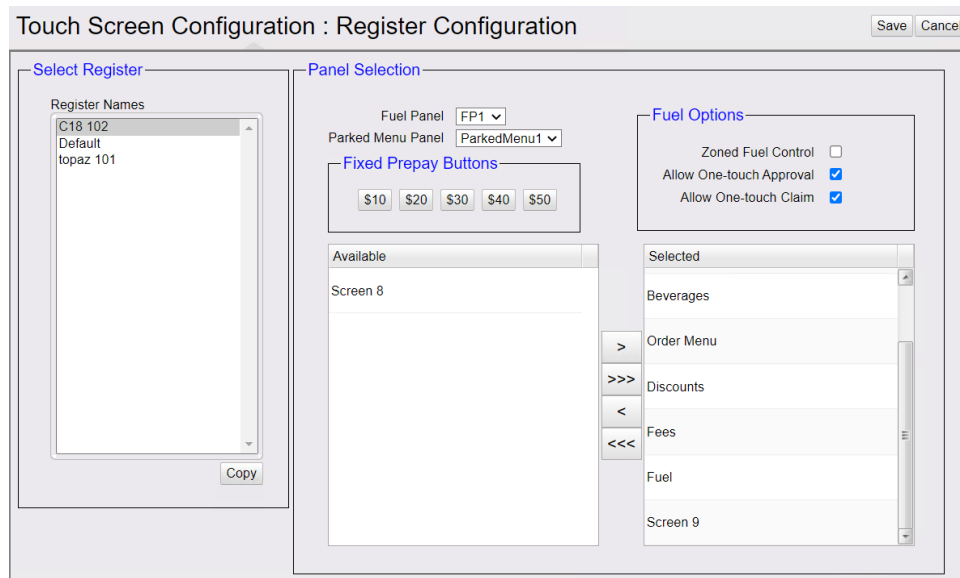 Touch Screen Configuration : Register Configuration
Save Cancel
Select Register
Register Names
C18 102
Default
topaz 101
Copy
Panel Selection
Fuel Panel FP1
Parked Menu Panel ParkedMenu1
Fixed Prepay Buttons
$10 $20 $30 $40 $50
Fuel Options
Zoned Fuel Control
Allow One-touch Approval
Allow One-touch Claim
Available
Screen 8
>
>>>
<
<<<
Selected
Beverages
Order Menu
Discounts
Fees
Fuel
Screen 9